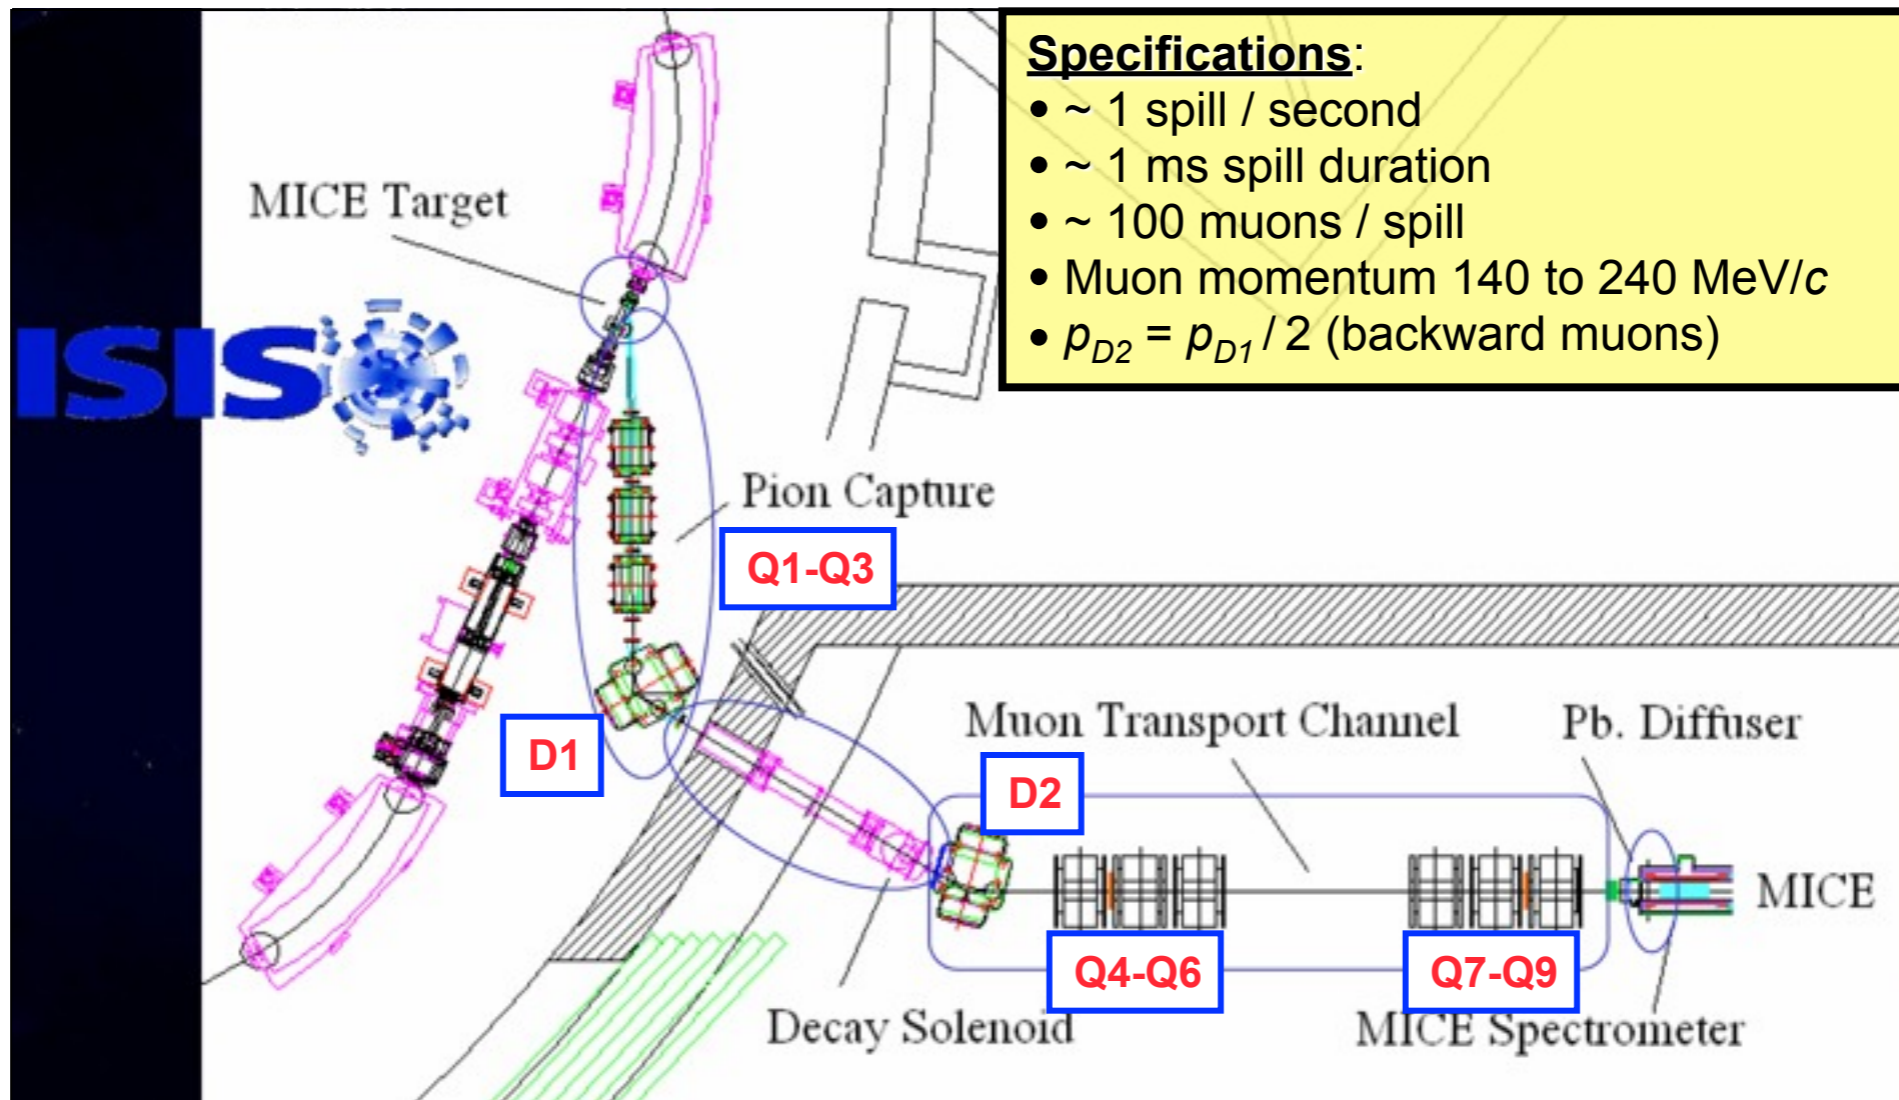 Specifications:
• ~ 1 spill / second
• ~ 1 ms spill duration
• ~ 100 muons / spill
• Muon momentum 140 to 240 MeV/c
• pD2 = pD1 / 2 (backward muons)
MICE Target
ISIS
Pion Capture
Q1-Q3
D1
Muon Transport Channel
Pb. Diffuser
D2
MICE
Q4-Q6
Q7-Q9
Decay Solenoid
MICE Spectrometer